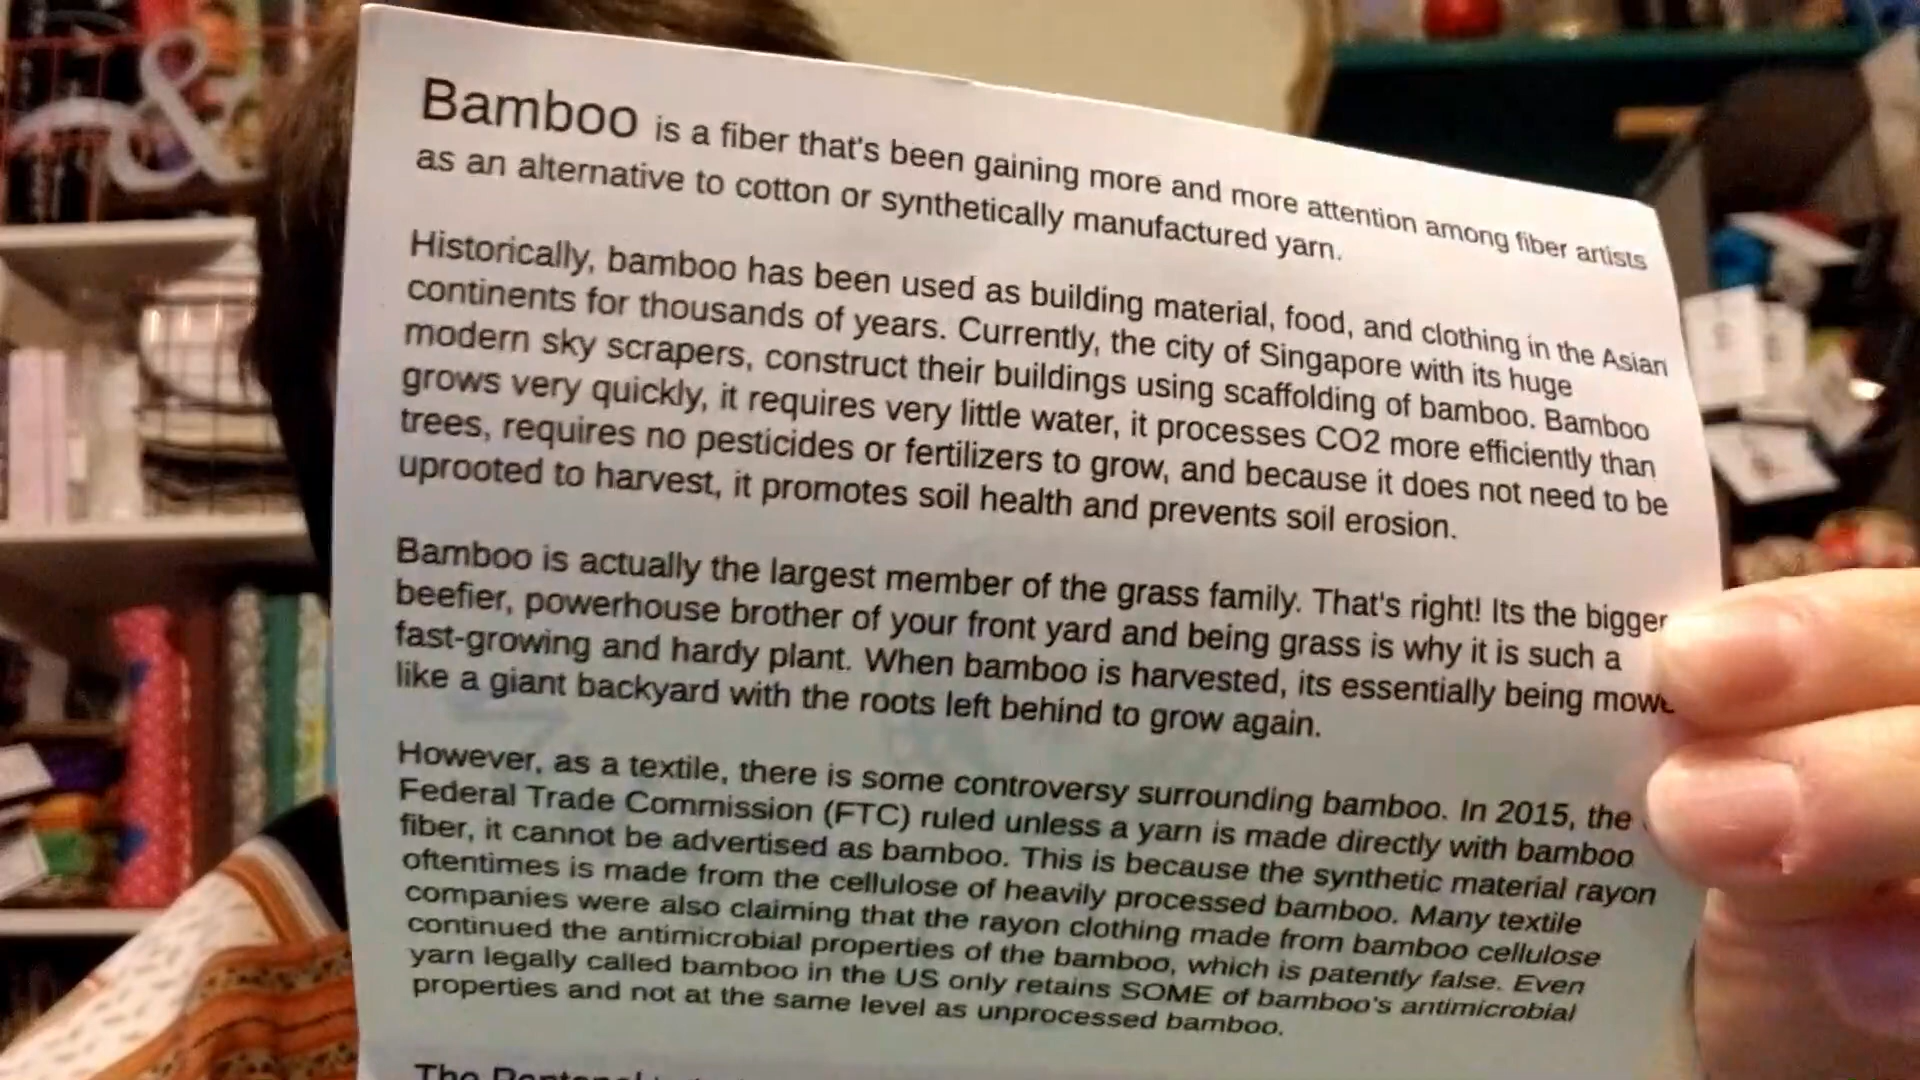 Bamboo is a fiber that's been gaining more and more attention among fiber artists
as an alternative to cotton or synthetically manufactured yarn.
Historically, bamboo has been used as building material, food, and clothing in the Asian
continents for thousands of years. Currently, the city of Singapore with its huge
modern sky scrapers, construct their buildings using scaffolding of bamboo. Bamboo
grows very quickly, it requires very little water, it processes CO2 more efficiently than
trees, requires no pesticides or fertilizers to grow, and because it does not need to be
uprooted to harvest, it promotes soil health and prevents soil erosion.
Bamboo is actually the largest member of the grass family. That's right! Its the bigger,
beefier, powerhouse brother of your front yard and being grass is why it is such a
fast-growing and hardy plant. When bamboo is harvested, its essentially being
like a giant backyard with the roots left behind to grow again.
However, as a textile, there is some controversy surrounding bamboo. In 2015, the
Federal Trade Commission (FTC) ruled unless a yarn is made directly with bamboo
fiber, it cannot be advertised as bamboo. This is because the synthetic material rayon
oftentimes is made from the cellulose of heavily processed bamboo. Many textile
companies were also claiming that the rayon clothing made from bamboo cellulose
continued the antimicrobial properties of the bamboo, which is patently false. Even
yarn legally called bamboo in the US only retains SOME of bamboo's antimicrobial
properties and not at the same level as unprocessed bamboo.
The